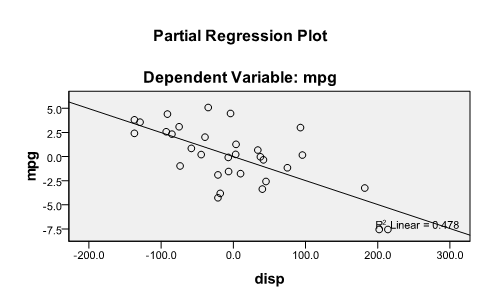 Partial Regression Plot
Dependent Variable: mpg
5.0
2.5
0.0
-2.5
-5.0
-7.5
mpg
R² Linear = 0.478
-200.0 -100.0 0.0 100.0 200.0 300.0
disp